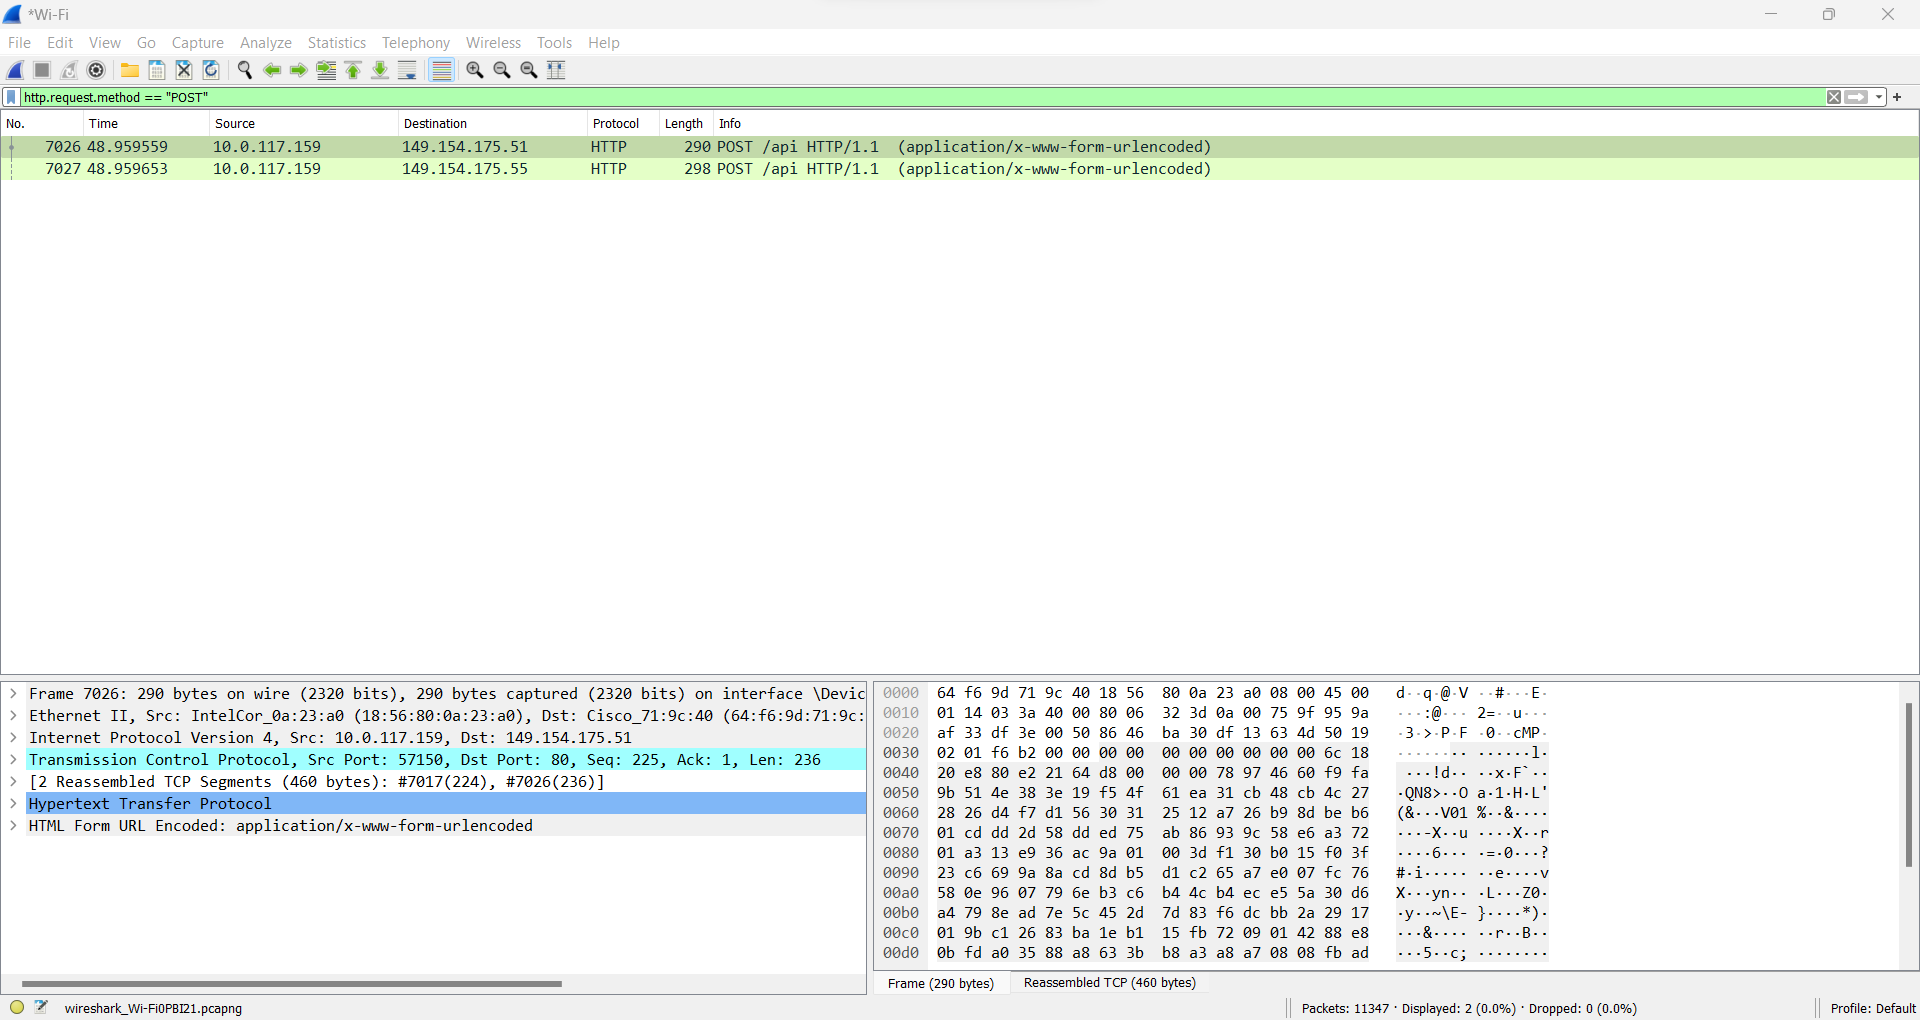 *Wi-Fi
File Edit View Go Capture Analyze Statistics Telephony Wireless Tools Help
http.request.method == "POST"
No. Time Source Destination Protocol Length Info
7026 48.959559 10.0.117.159 149.154.175.51 HTTP 290 POST /api HTTP/1.1 (application/x-www-form-urlencoded)
7027 48.959653 10.0.117.159 149.154.175.55 HTTP 298 POST /api HTTP/1.1 (application/x-www-form-urlencoded)
Frame 7026: 290 bytes on wire (2320 bits), 290 bytes captured (2320 bits) on interface \Devic
Ethernet II, Src: IntelCor_0a:23:a0 (18:56:80:0a:23:a0), Dst: Cisco_71:9c:40 (64:f6:9d:71:9c:
Internet Protocol Version 4, Src: 10.0.117.159, Dst: 149.154.175.51
Transmission Control Protocol, Src Port: 57150, Dst Port: 80, Seq: 225, Ack: 1, Len: 236
[2 Reassembled TCP Segments (460 bytes): #7017(224), #7026(236)]
Hypertext Transfer Protocol
HTML Form URL Encoded: application/x-www-form-urlencoded
0000 64 f6 9d 71 9c 40 18 56 80 0a 23 a0 08 00 45 00 d··q·@·V ··#···E·
0010 01 14 03 3a 40 00 80 06 32 3d 0a 00 75 9f 95 9a ···:@··· 2=··u···
0020 af 33 df 3e 00 50 86 46 ba 30 df 13 63 4d 50 19 ·3·>·P·F ·0··cMP·
0030 02 01 f6 b2 00 00 00 00 00 00 00 00 00 00 6c 18 ········ ······l·
0040 20 e8 80 e2 21 64 d8 00 00 00 78 97 46 60 f9 fa ···!d·· ··x·F`··
0050 9b 51 4e 38 3e 19 f5 4f 61 ea 31 cb 48 cb 4c 27 ·QN8>··O a·1·H·L'
0060 28 26 d4 f7 d1 56 30 31 25 12 a7 26 b9 8d be b6 (&···V01 %··&····
0070 01 cd dd 2d 58 dd ed 75 ab 86 93 9c 58 e6 a3 72 ···-X··u ····X··r
0080 01 a3 13 e9 36 ac 9a 01 00 3d f1 30 b0 15 f0 3f ····6··· ·=·0···?
0090 23 c6 69 9a 8a cd 8d b5 d1 c2 65 a7 e0 07 fc 76 #·i····· ··e····v
00a0 58 0e 96 07 79 6e b3 c6 b4 4c b4 ec e5 5a 30 d6 X···yn·· ·L···Z0·
00b0 a4 79 8e ad 7e 5c 45 2d 7d 83 f6 dc bb 2a 29 17 ·y··~\E- }····*)·
00c0 01 9b c1 26 83 ba 1e b1 15 fb 72 09 01 42 88 e8 ···&···· ··r··B··
00d0 0b fd a0 35 88 a8 63 3b b8 a3 a8 a7 08 08 fb ad ···5··c; ········
Frame (290 bytes) Reassembled TCP (460 bytes)
wireshark_Wi-Fi0PBI21.pcapng Packets: 11347 · Displayed: 2 (0.0%) · Dropped: 0 (0.0%) Profile: Default